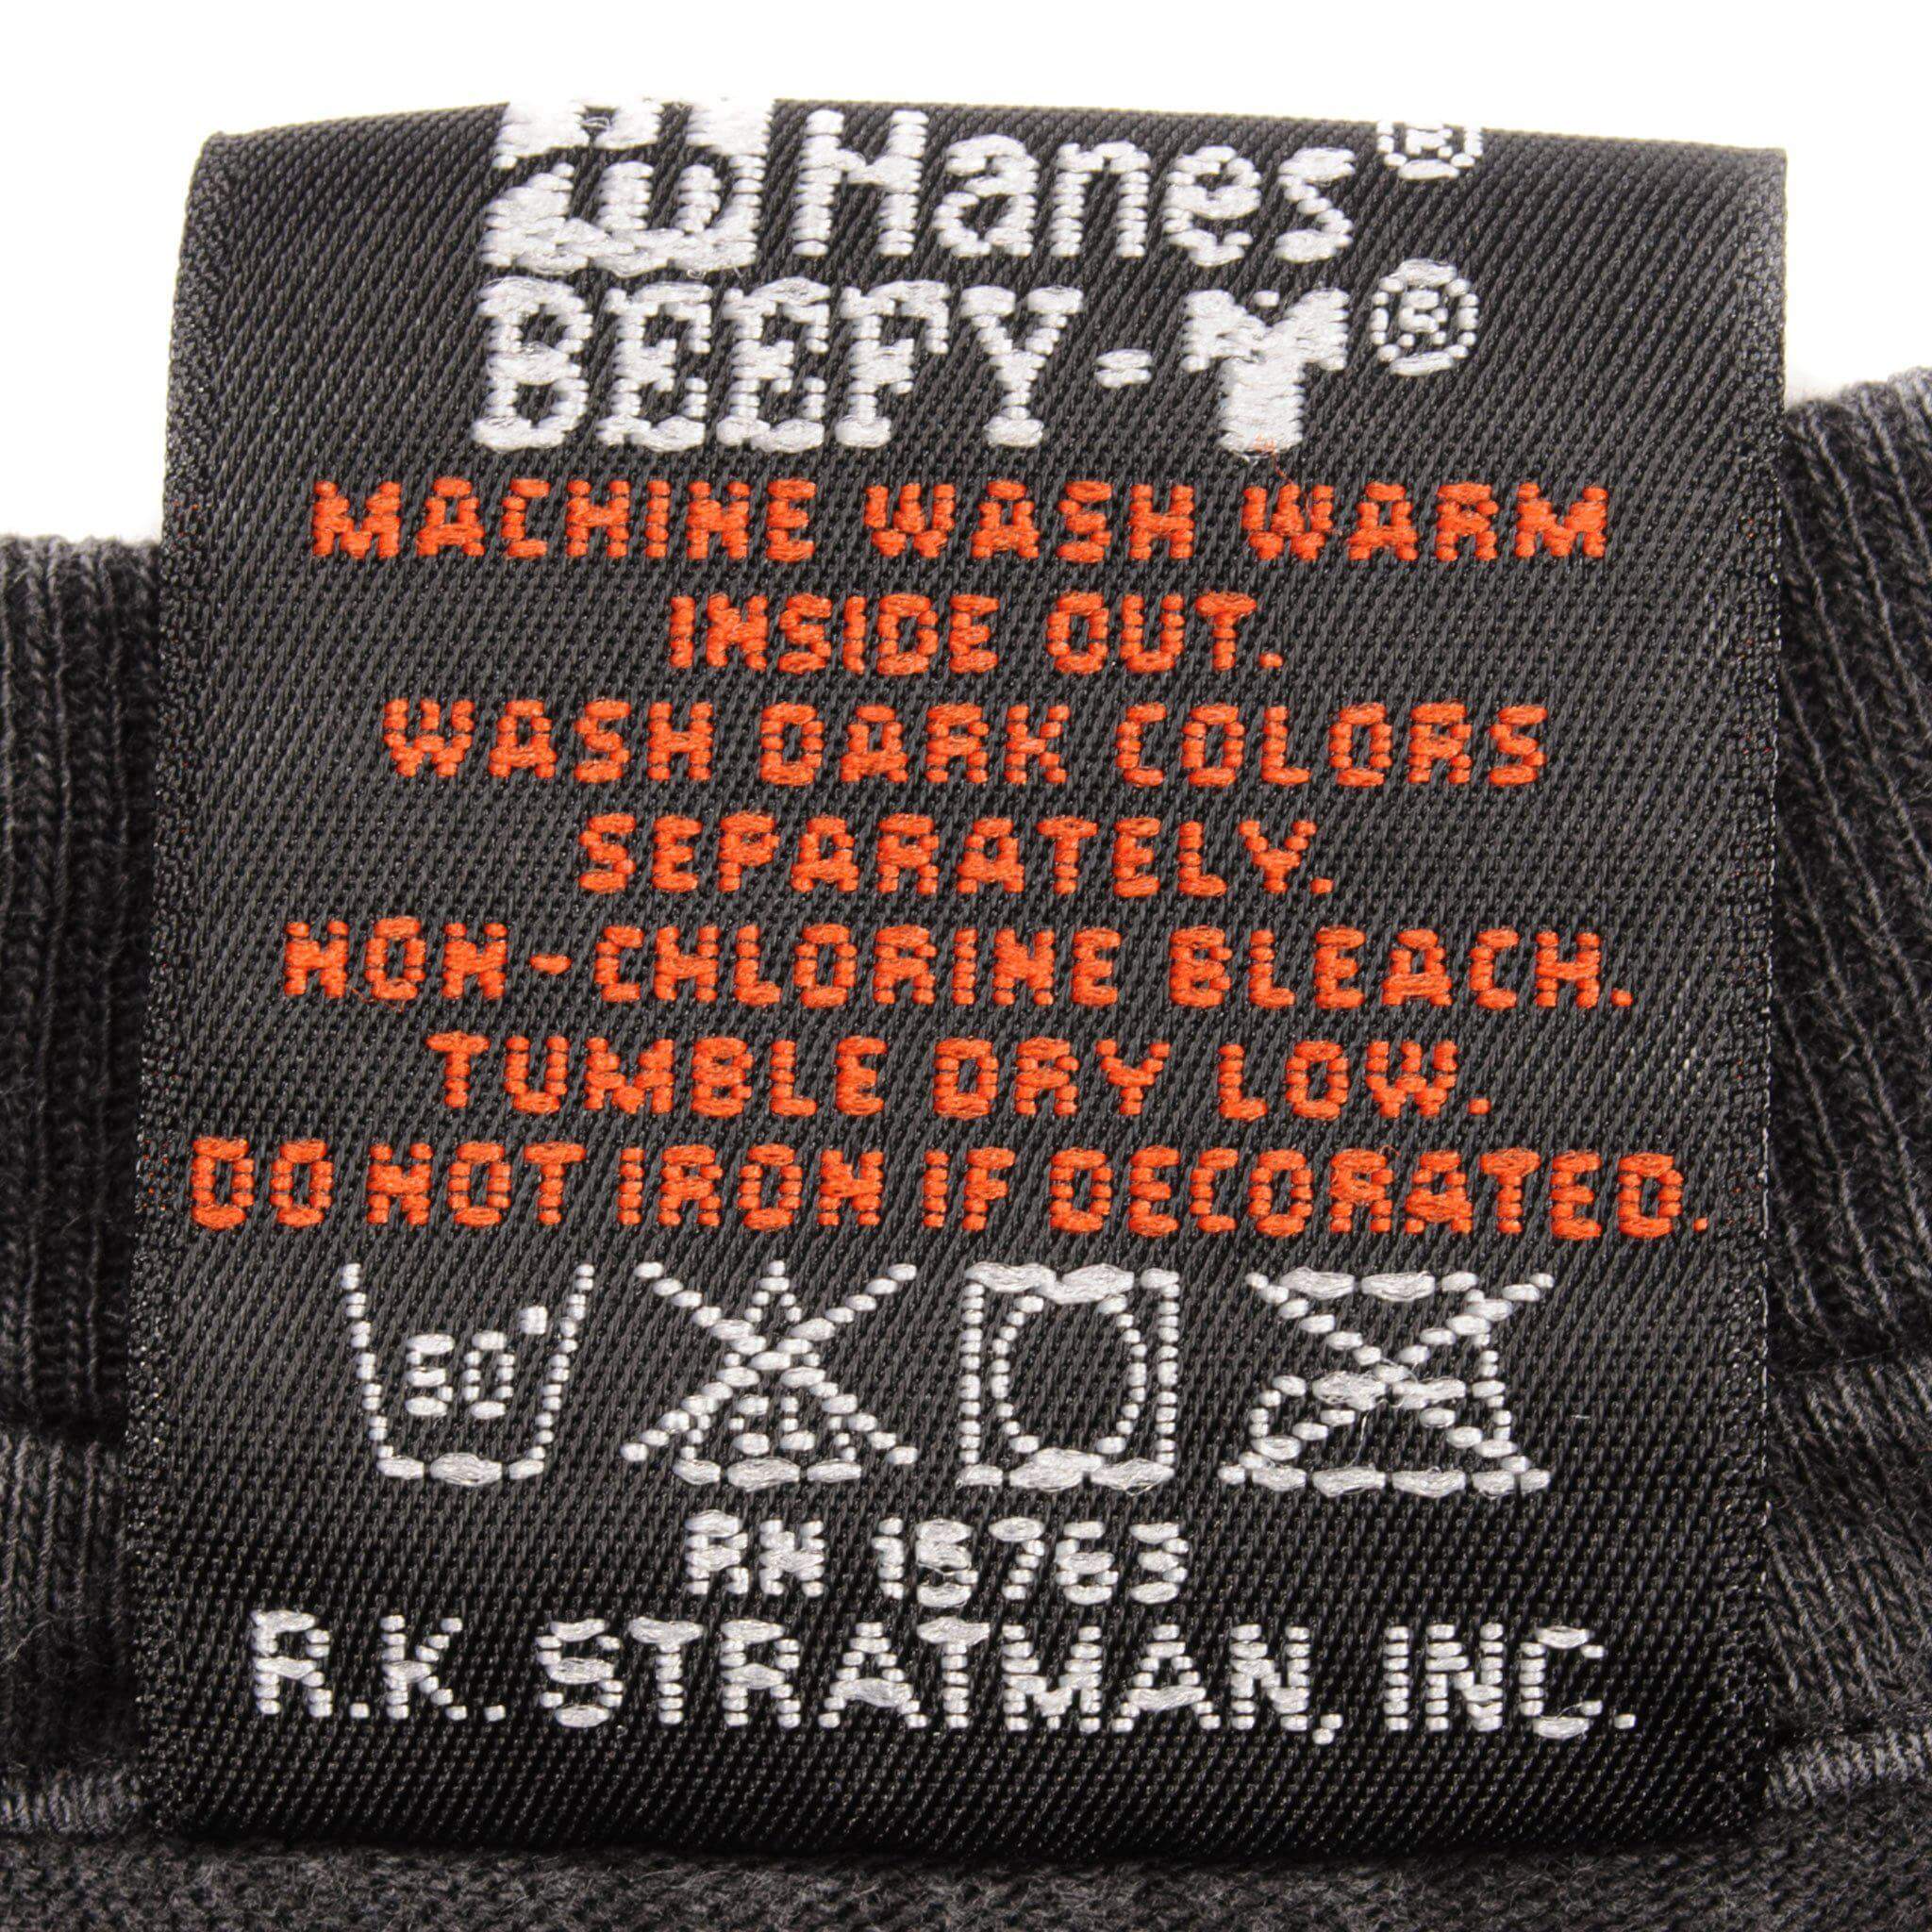 Hanes®
BEEFY-T®
MACHINE WASH WARM
INSIDE OUT.
WASH DARK COLORS
SEPARATELY.
NON-CHLORINE BLEACH.
TUMBLE DRY LOW.
DO NOT IRON IF DECORATED.
50°
RN 15763
R.K. STRATMAN, INC.